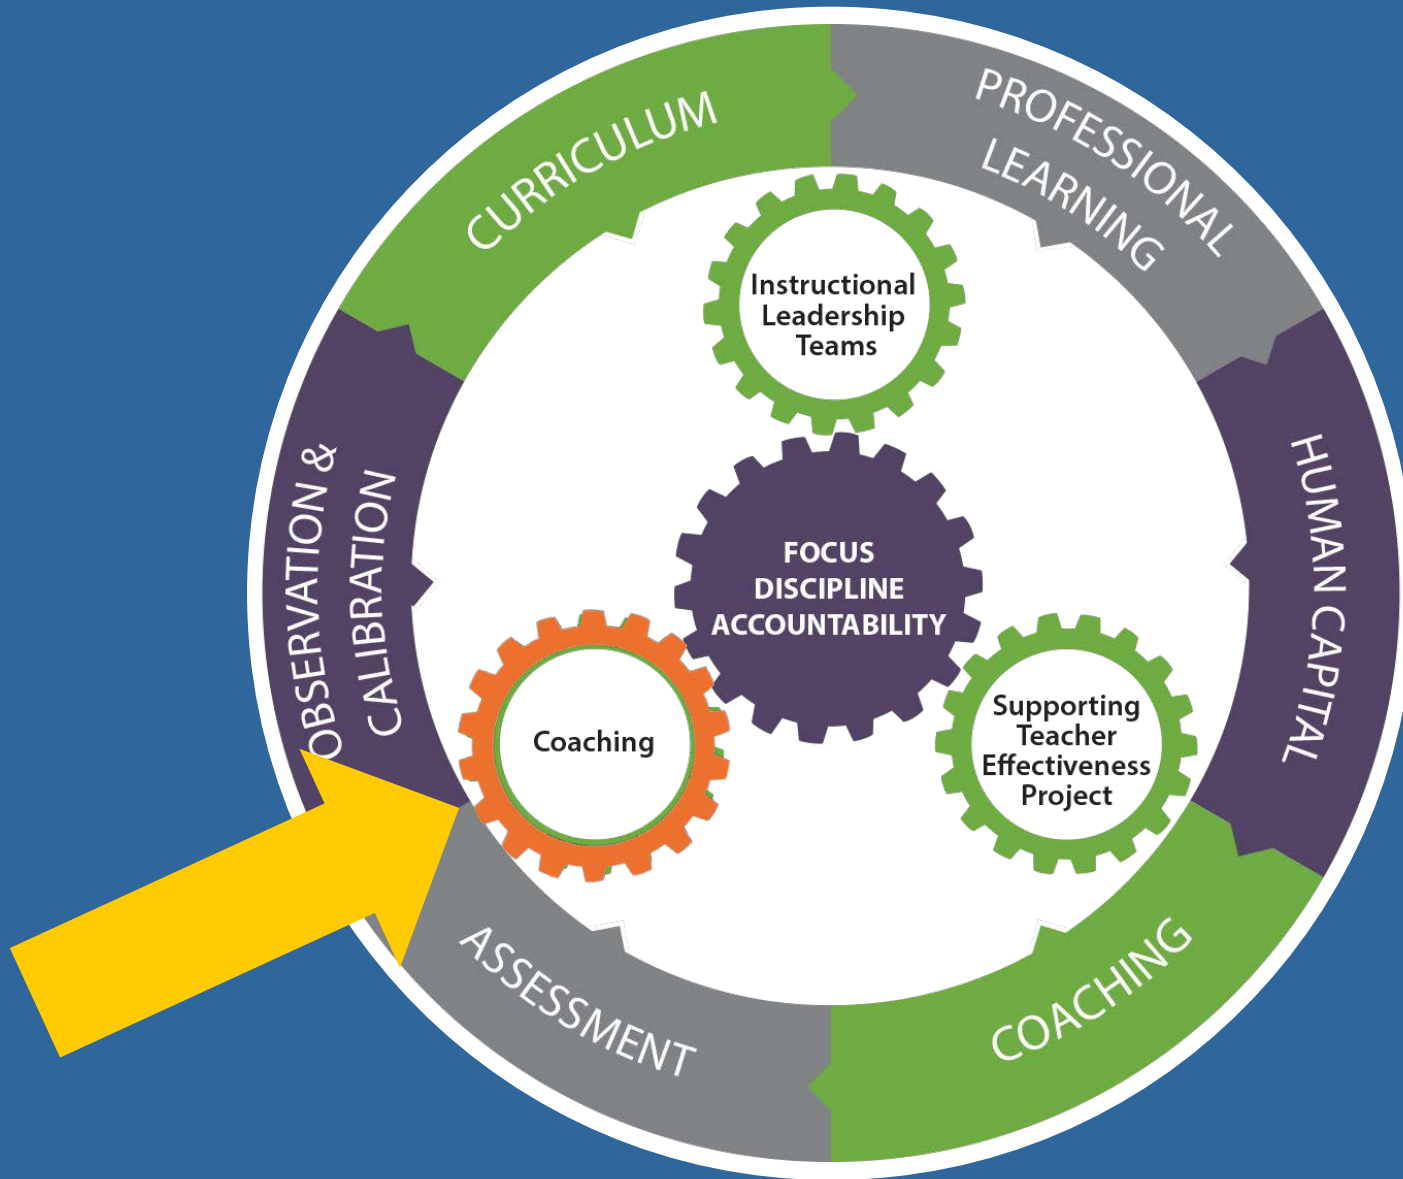 CURRICULUM
PROFESSIONAL
LEARNING
Instructional
Leadership
Teams
OBSERVATION &
CALIBRATION
HUMAN CAPITAL
FOCUS
DISCIPLINE
ACCOUNTABILITY
Coaching
Supporting
Teacher
Effectiveness
Project
ASSESSMENT
COACHING